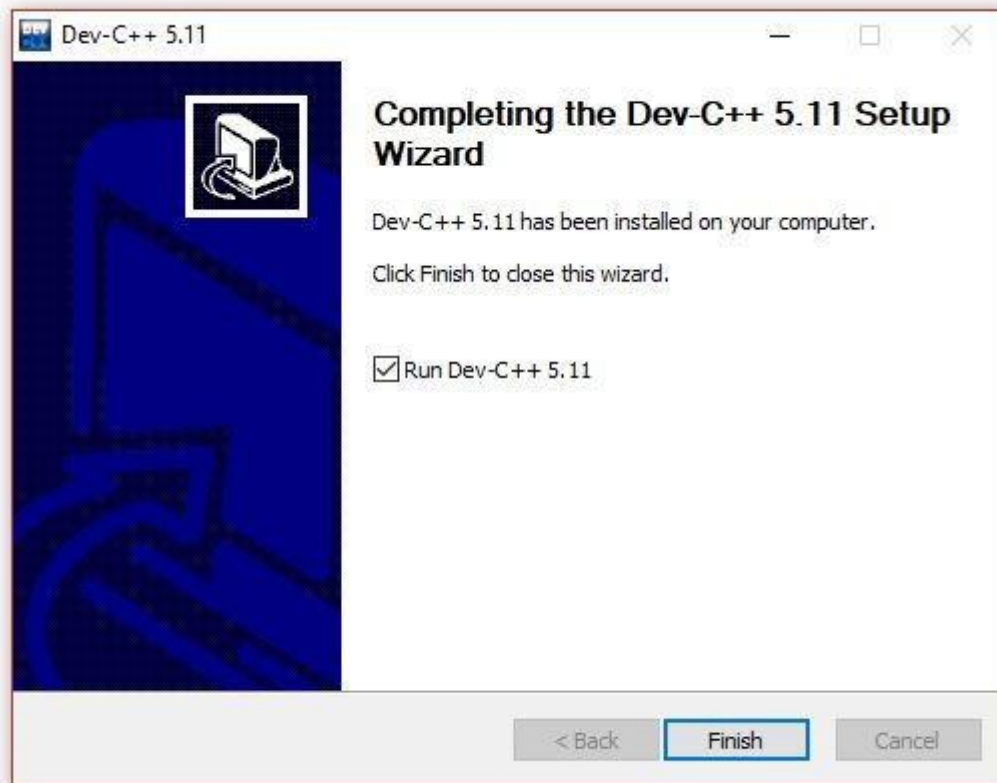 Dev-C++ 5.11
Completing the Dev-C++ 5.11 Setup
Wizard
Dev-C++ 5.11 has been installed on your computer.
Click Finish to close this wizard.
Run Dev-C++ 5.11
< Back
Finish
Cancel